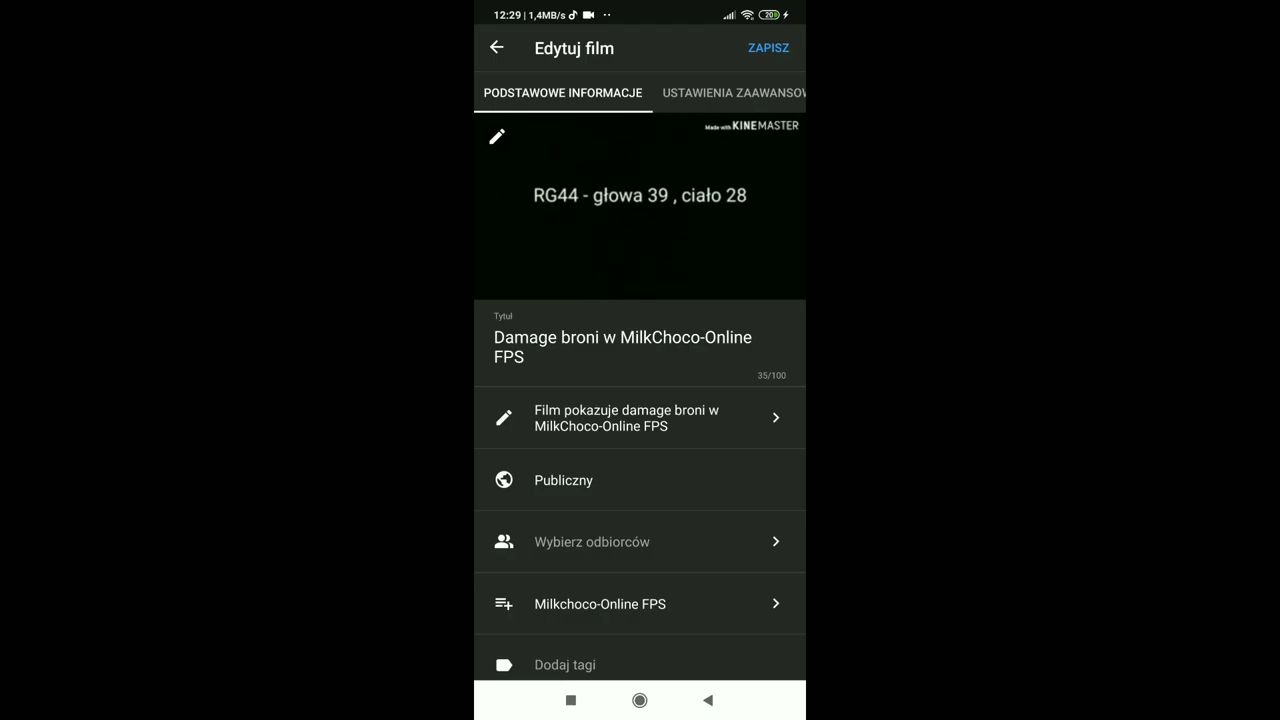 12:29 | 1,4MB/s
20
Edytuj film
ZAPISZ
PODSTAWOWE INFORMACJE
USTAWIENIA ZAAWANSOW
Made with KINEMASTER
RG44 - głowa 39 , ciało 28
Tytuł
Damage broni w MilkChoco-Online
FPS
35/100
Film pokazuje damage broni w
MilkChoco-Online FPS
Publiczny
Wybierz odbiorców
Milkchoco-Online FPS
Dodaj tagi